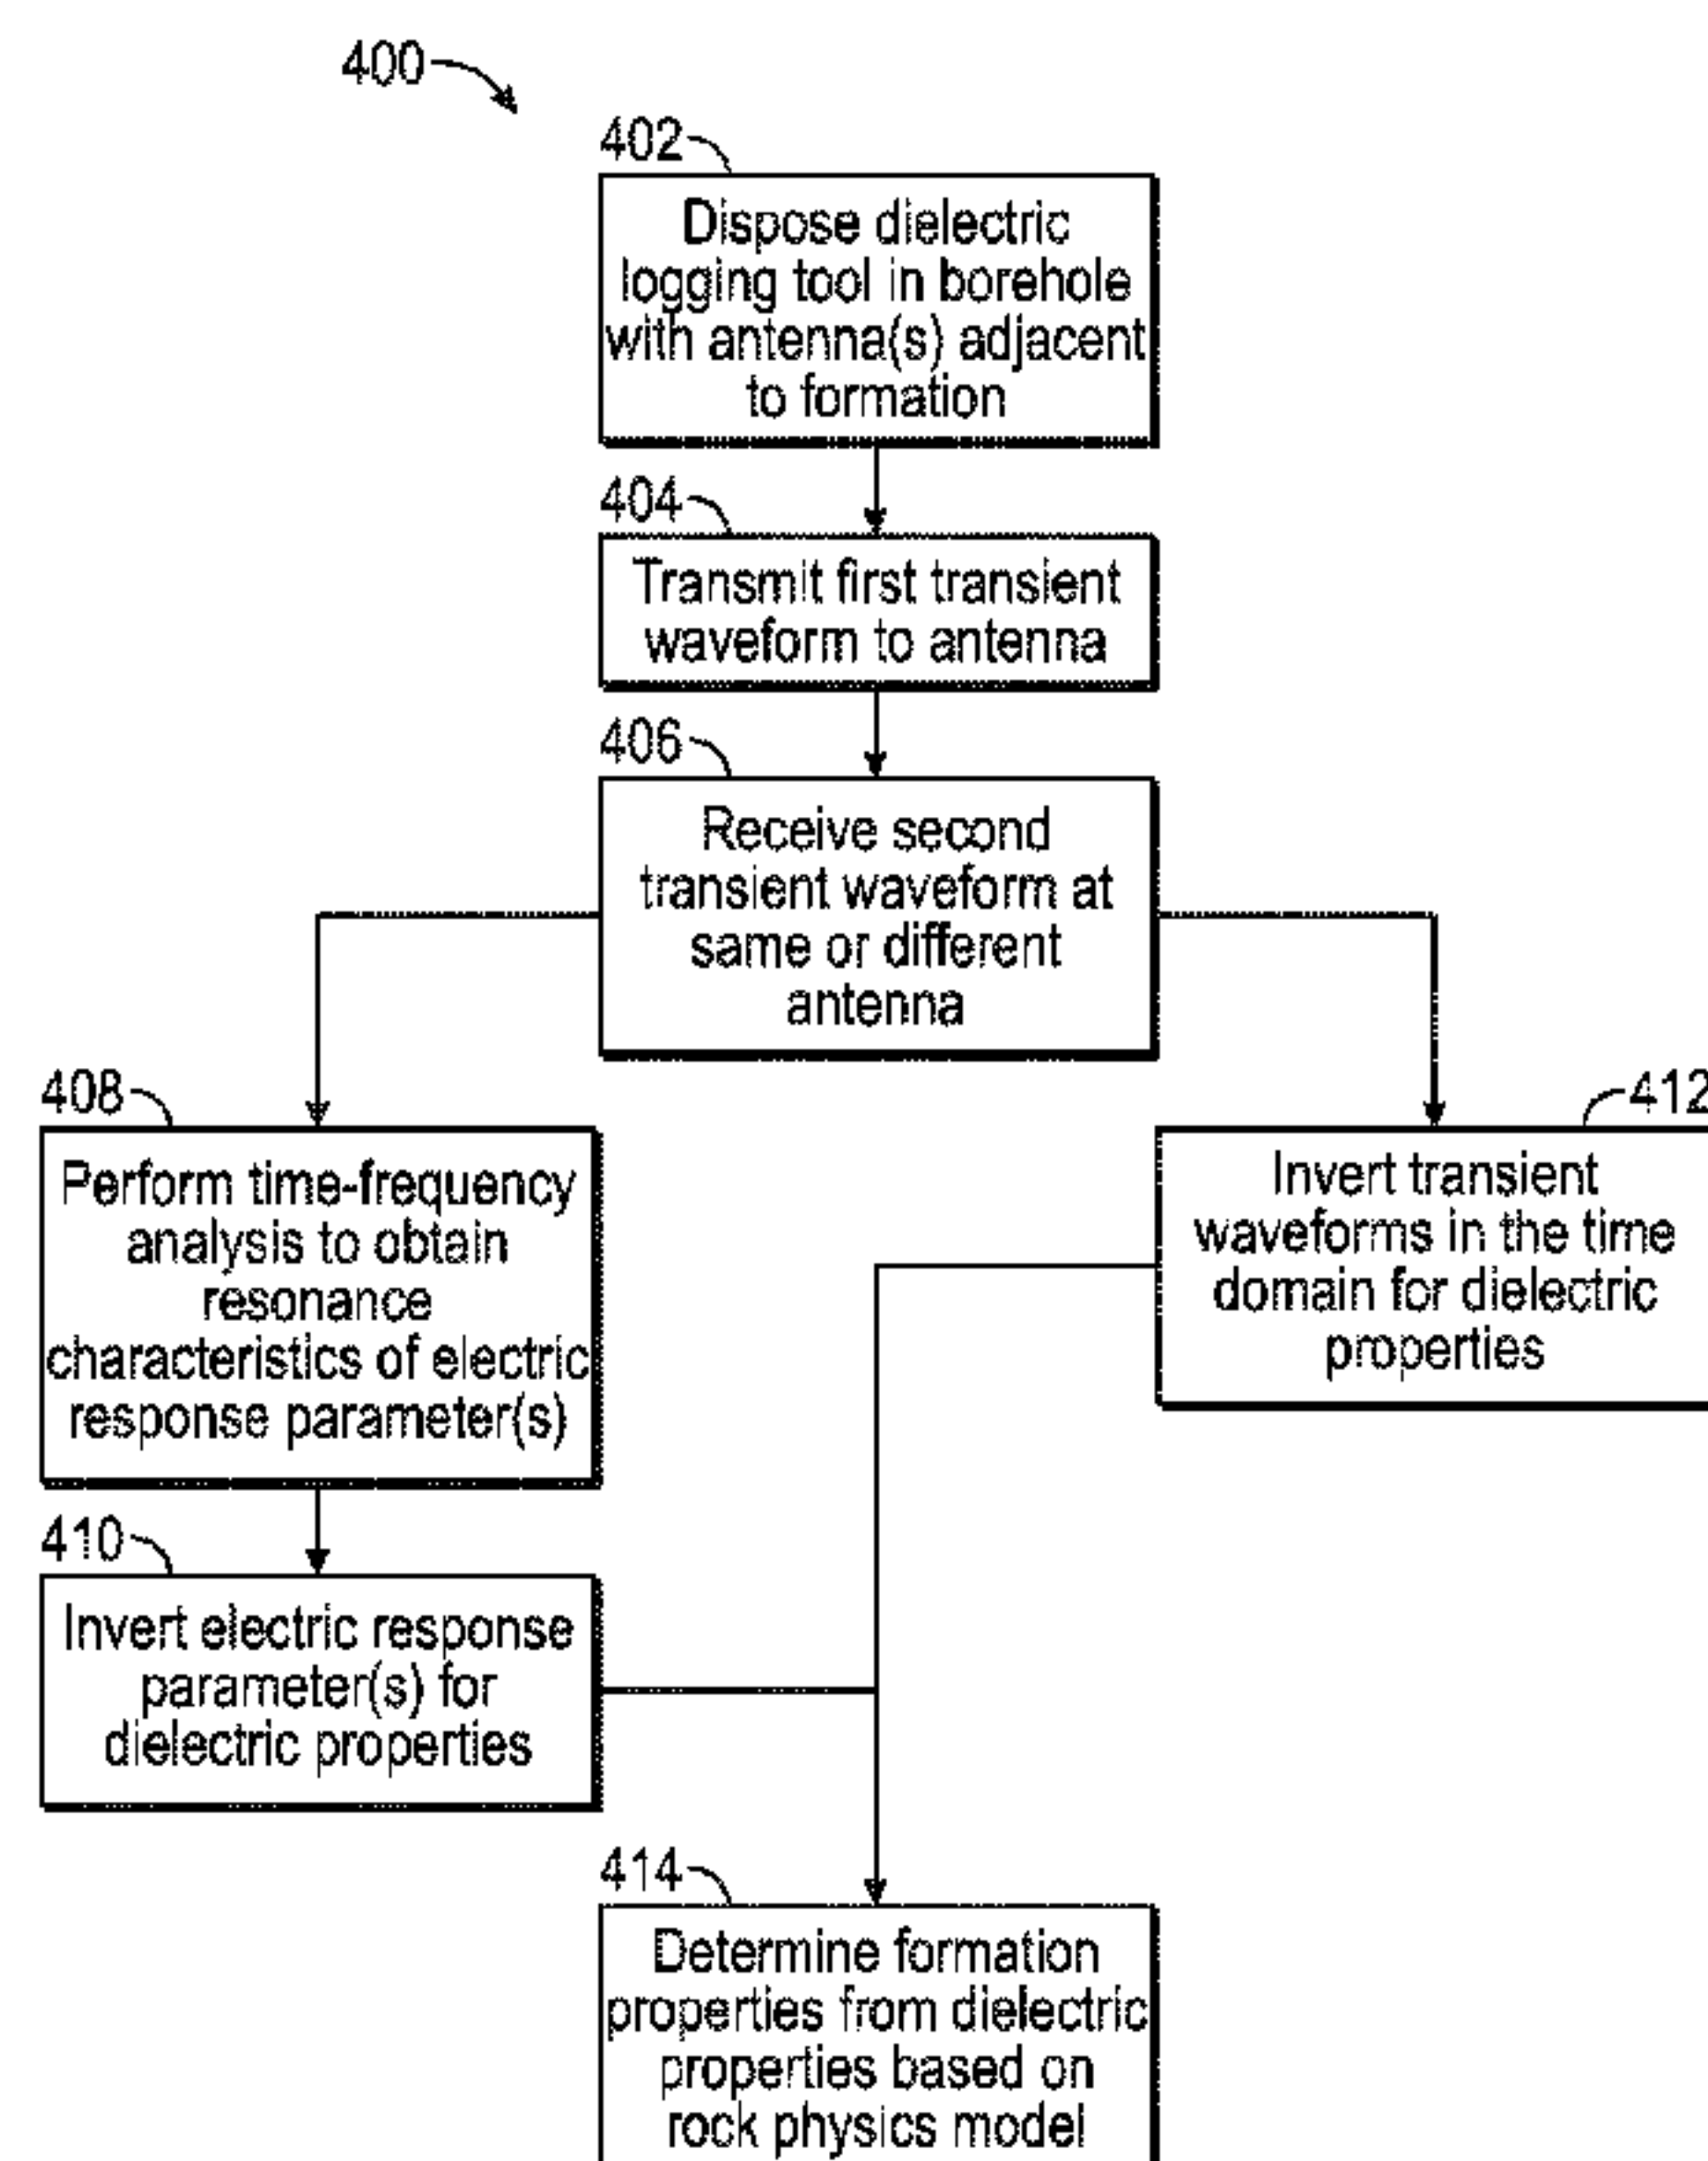 400
402
Dispose dielectric
logging tool in borehole
with antenna(s) adjacent
to formation
404
Transmit first transient
waveform to antenna
406
Receive second
transient waveform at
same or different
antenna
408
Perform time-frequency
analysis to obtain
resonance
characteristics of electric
response parameter(s)
410
Invert electric response
parameter(s) for
dielectric properties
412
Invert transient
waveforms in the time
domain for dielectric
properties
414
Determine formation
properties from dielectric
properties based on
rock physics model